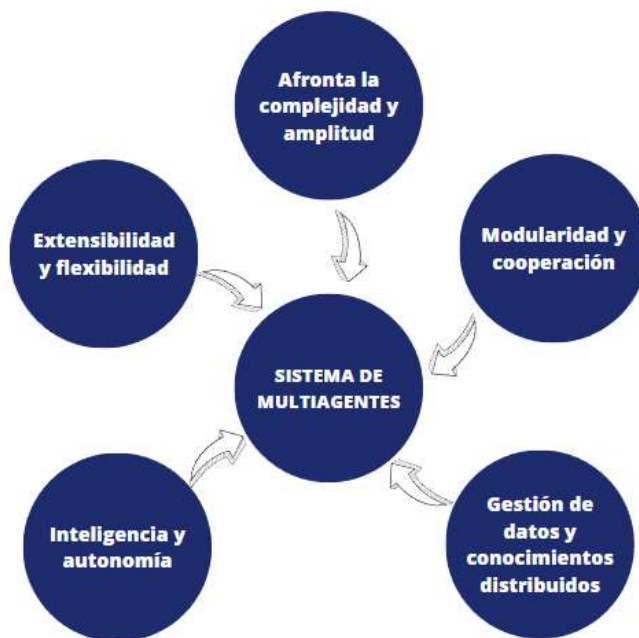 Afronta la
complejidad y
amplitud
Extensibilidad
y flexibilidad
Modularidad y
cooperación
SISTEMA DE
MULTIAGENTES
Inteligencia y
autonomía
Gestión de
datos y
conocimientos
distribuidos